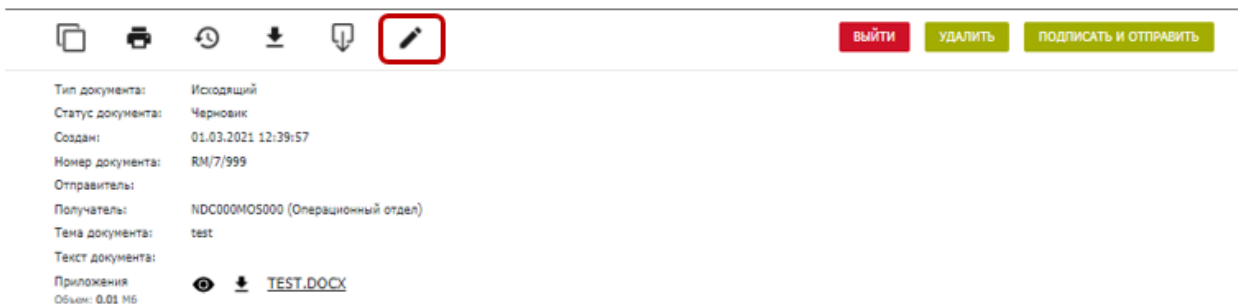 ВЫЙТИ УДАЛИТЬ ПОДПИСАТЬ И ОТПРАВИТЬ
Тип документа: Исходящий
Статус документа: Черновик
Создан: 01.03.2021 12:39:57
Номер документа: RM/7/999
Отправитель:
Получатель: NDC000MOS000 (Операционный отдел)
Тема документа: test
Текст документа:
Приложения TEST.DOCX
Объем: 0.01 Мб